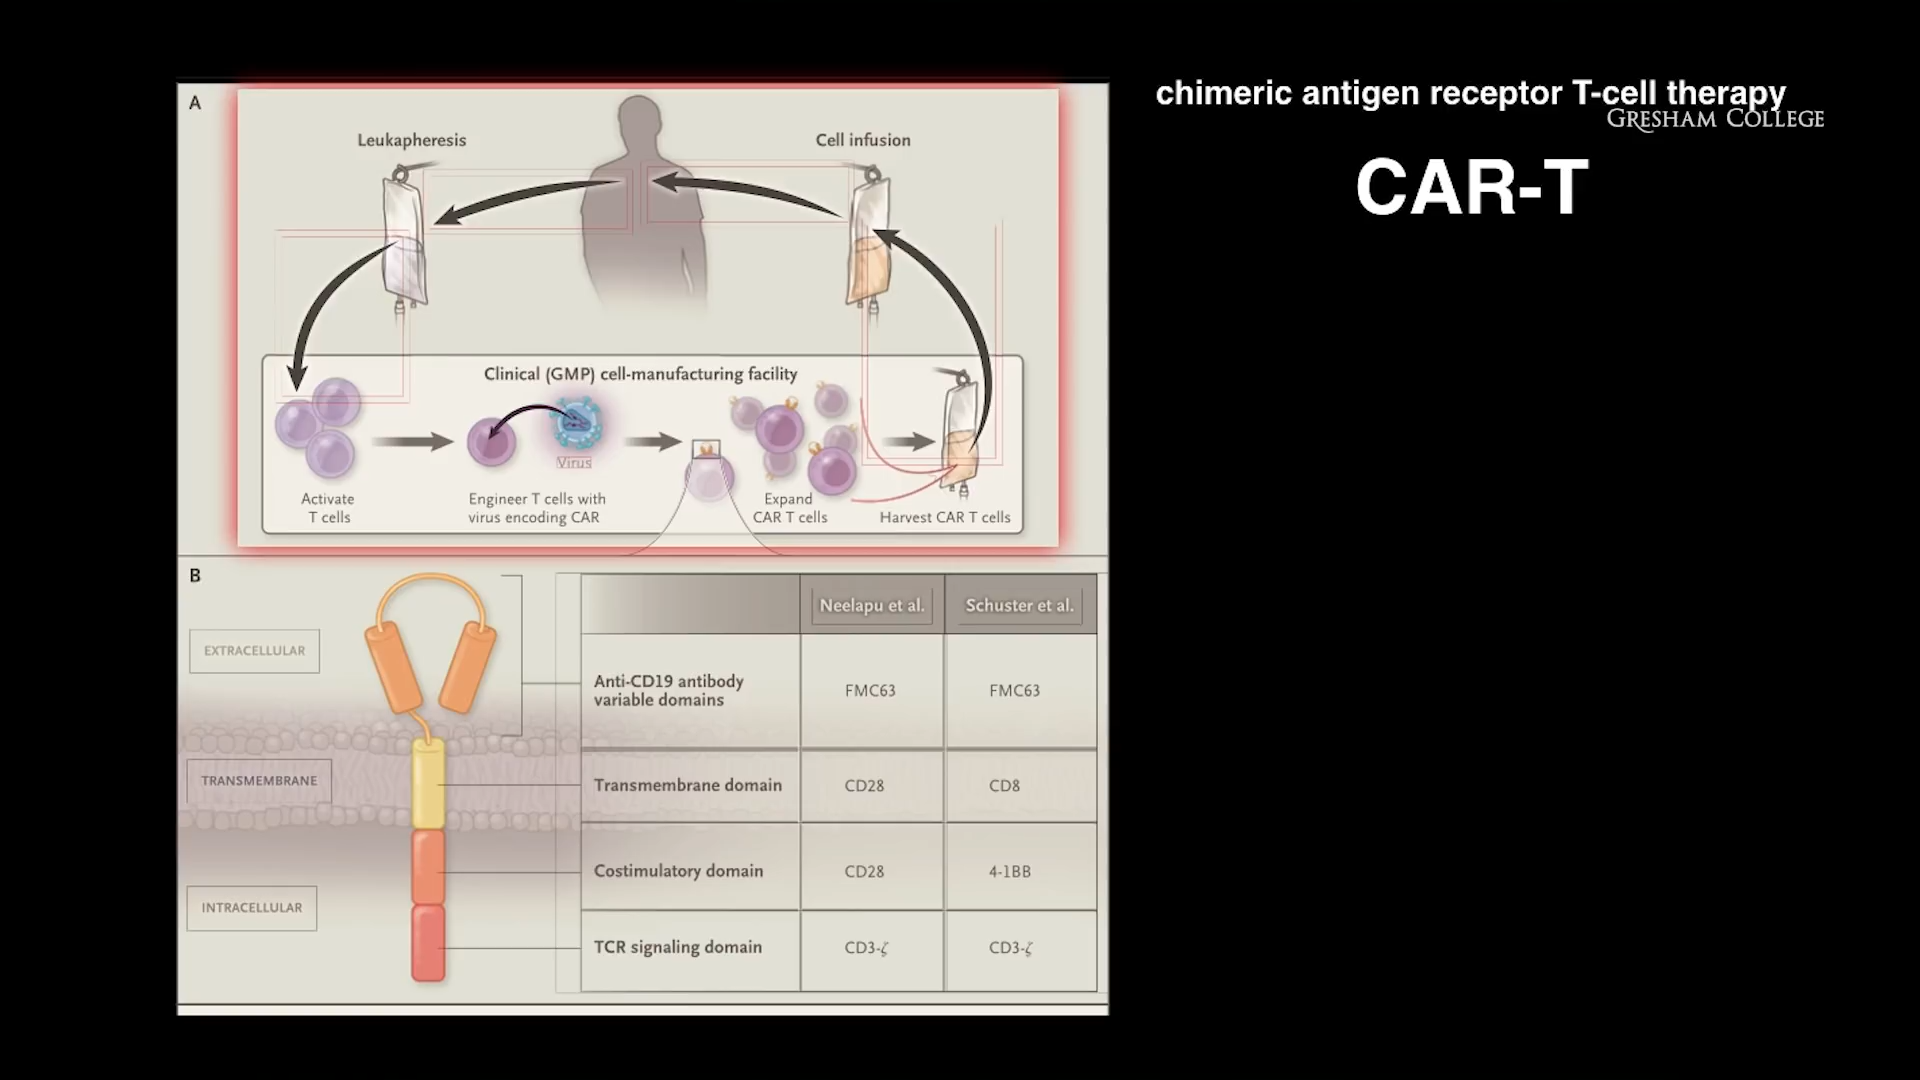 chimeric antigen receptor T-cell therapy
GRESHAM COLLEGE
CAR-T
A
Leukapheresis
Cell infusion
Clinical (GMP) cell-manufacturing facility
Virus
Activate
T cells
Engineer T cells with
virus encoding CAR
Expand
CAR T cells
Harvest CAR T cells
B
EXTRACELLULAR
TRANSMEMBRANE
INTRACELLULAR
Neelapu et al. Schuster et al.
Anti-CD19 antibody
variable domains
FMC63 FMC63
Transmembrane domain CD28 CD8
Costimulatory domain CD28 4-1BB
TCR signaling domain CD3-ζ CD3-ζ